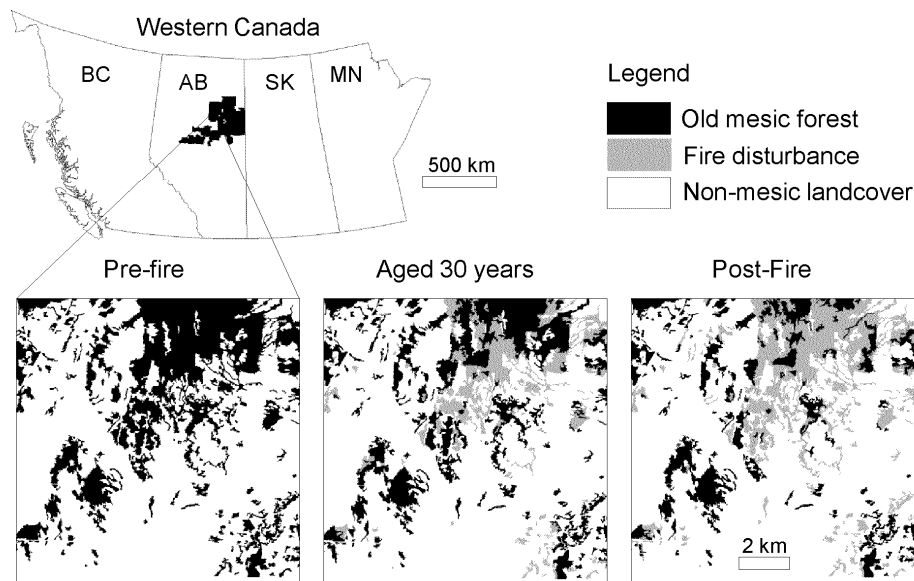 Western Canada
BC
AB
SK
MN
500 km
Legend
Old mesic forest
Fire disturbance
Non-mesic landcover
Pre-fire
Aged 30 years
Post-Fire
2 km